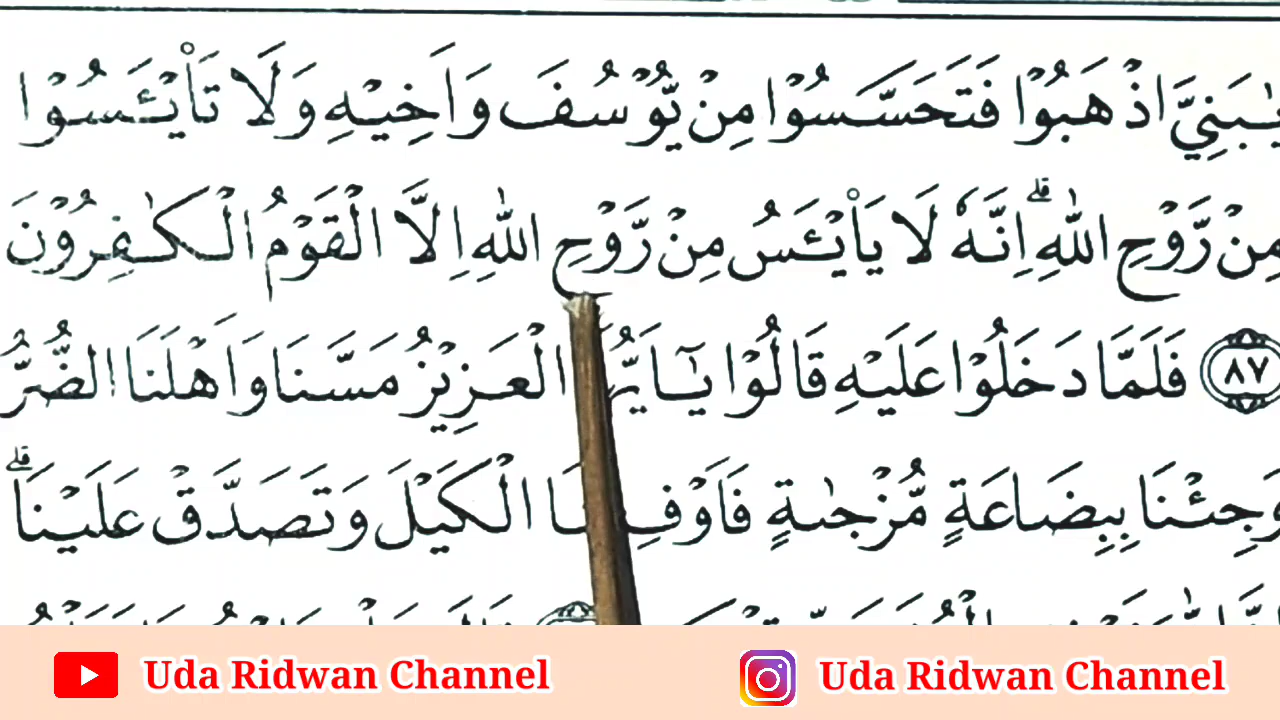 يٰبَنِيَّ اذْهَبُوْا فَتَحَسَّسُوْا مِنْ يُّوْسُفَ وَاَخِيْهِ وَلَا تَا۟يْـَٔسُوْا
مِنْ رَّوْحِ اللّٰهِ ۗاِنَّهٗ لَا يَا۟يْـَٔسُ مِنْ رَّوْحِ اللّٰهِ اِلَّا الْقَوْمُ الْكٰفِرُوْنَ
٨٧ فَلَمَّا دَخَلُوْا عَلَيْهِ قَالُوْا يٰٓاَيُّهَا الْعَزِيْزُ مَسَّنَا وَاَهْلَنَا الضُّرُّ
وَجِئْنَا بِبِضَاعَةٍ مُّزْجٰىةٍ فَاَوْفِ الْكَيْلَ وَتَصَدَّقْ عَلَيْنَا ۗ
Uda Ridwan Channel
Uda Ridwan Channel